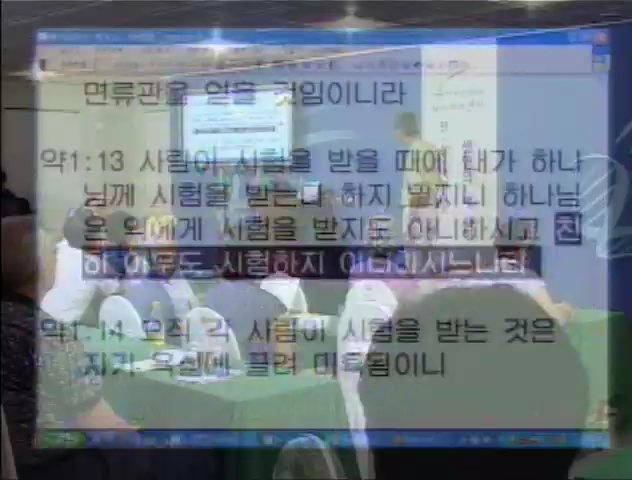 면류관을 얻을 것임이니라
약1:13 사람이 시험을 받을 때에 내가 하나
님께 시험을 받는다 하지 말지니 하나님
은 악에게 시험을 받지도 아니하시고 친
히 아무도 시험하지 아니하시느니라
약1:14 오직 각 사람이 시험을 받는 것은
자기 욕심에 끌려 미혹됨이니